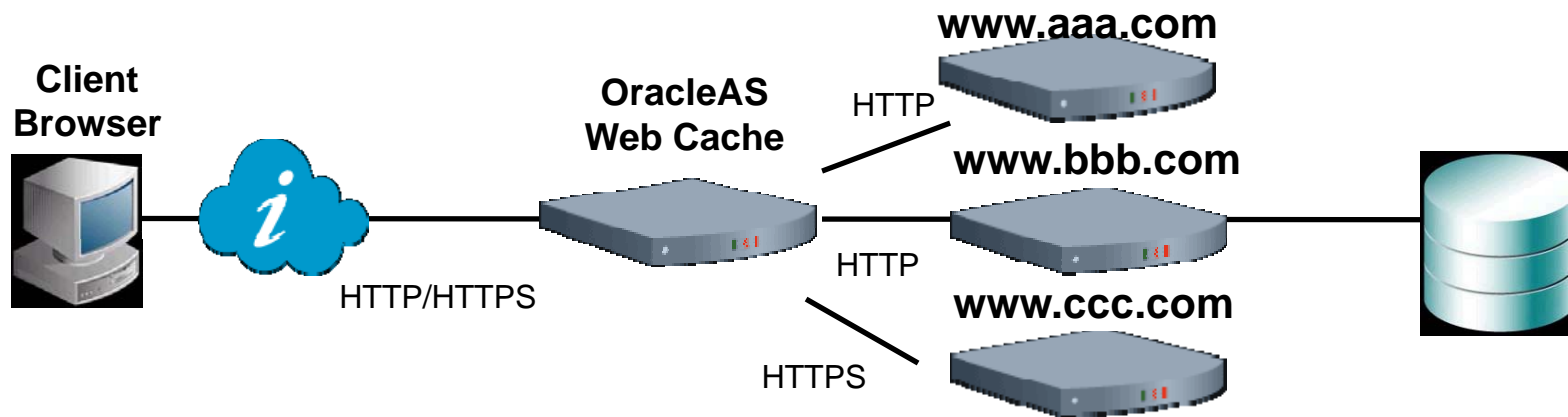 Client
Browser
HTTP/HTTPS
OracleAS
Web Cache
HTTP
HTTP
HTTPS
www.aaa.com
www.bbb.com
www.ccc.com